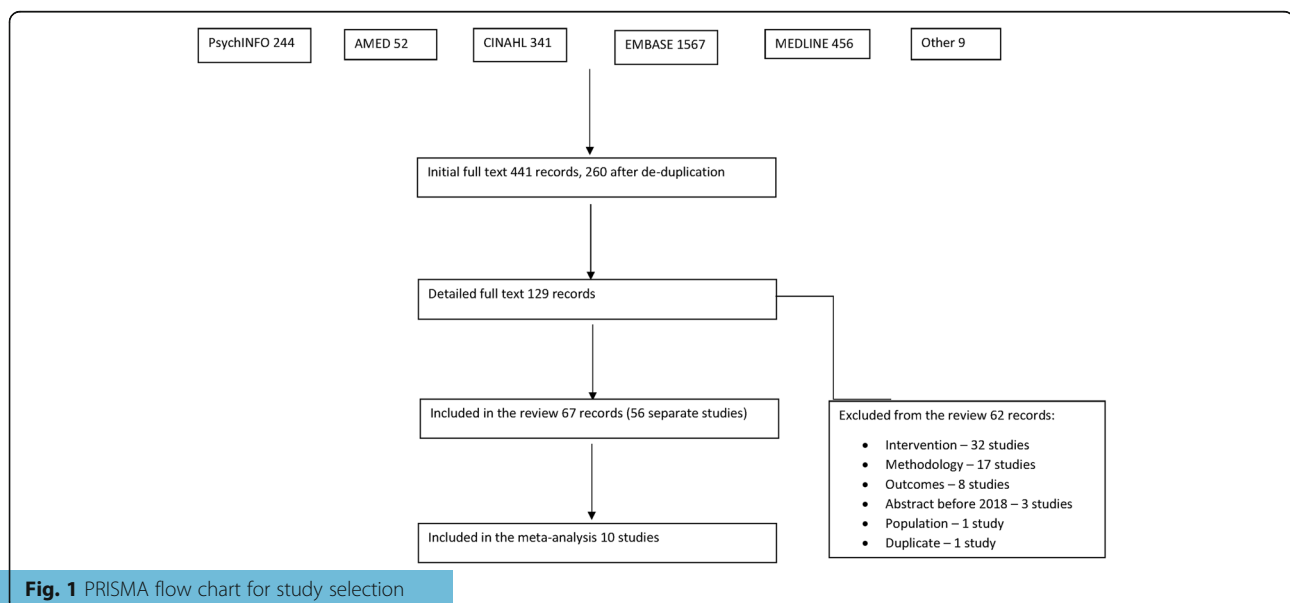 PsychINFO 244
AMED 52
CINAHL 341
EMBASE 1567
MEDLINE 456
Other 9
Initial full text 441 records, 260 after de-duplication
Detailed full text 129 records
Included in the review 67 records (56 separate studies)
Excluded from the review 62 records:
• Intervention – 32 studies
• Methodology – 17 studies
• Outcomes – 8 studies
• Abstract before 2018 – 3 studies
• Population – 1 study
• Duplicate – 1 study
Included in the meta-analysis 10 studies
Fig. 1 PRISMA flow chart for study selection